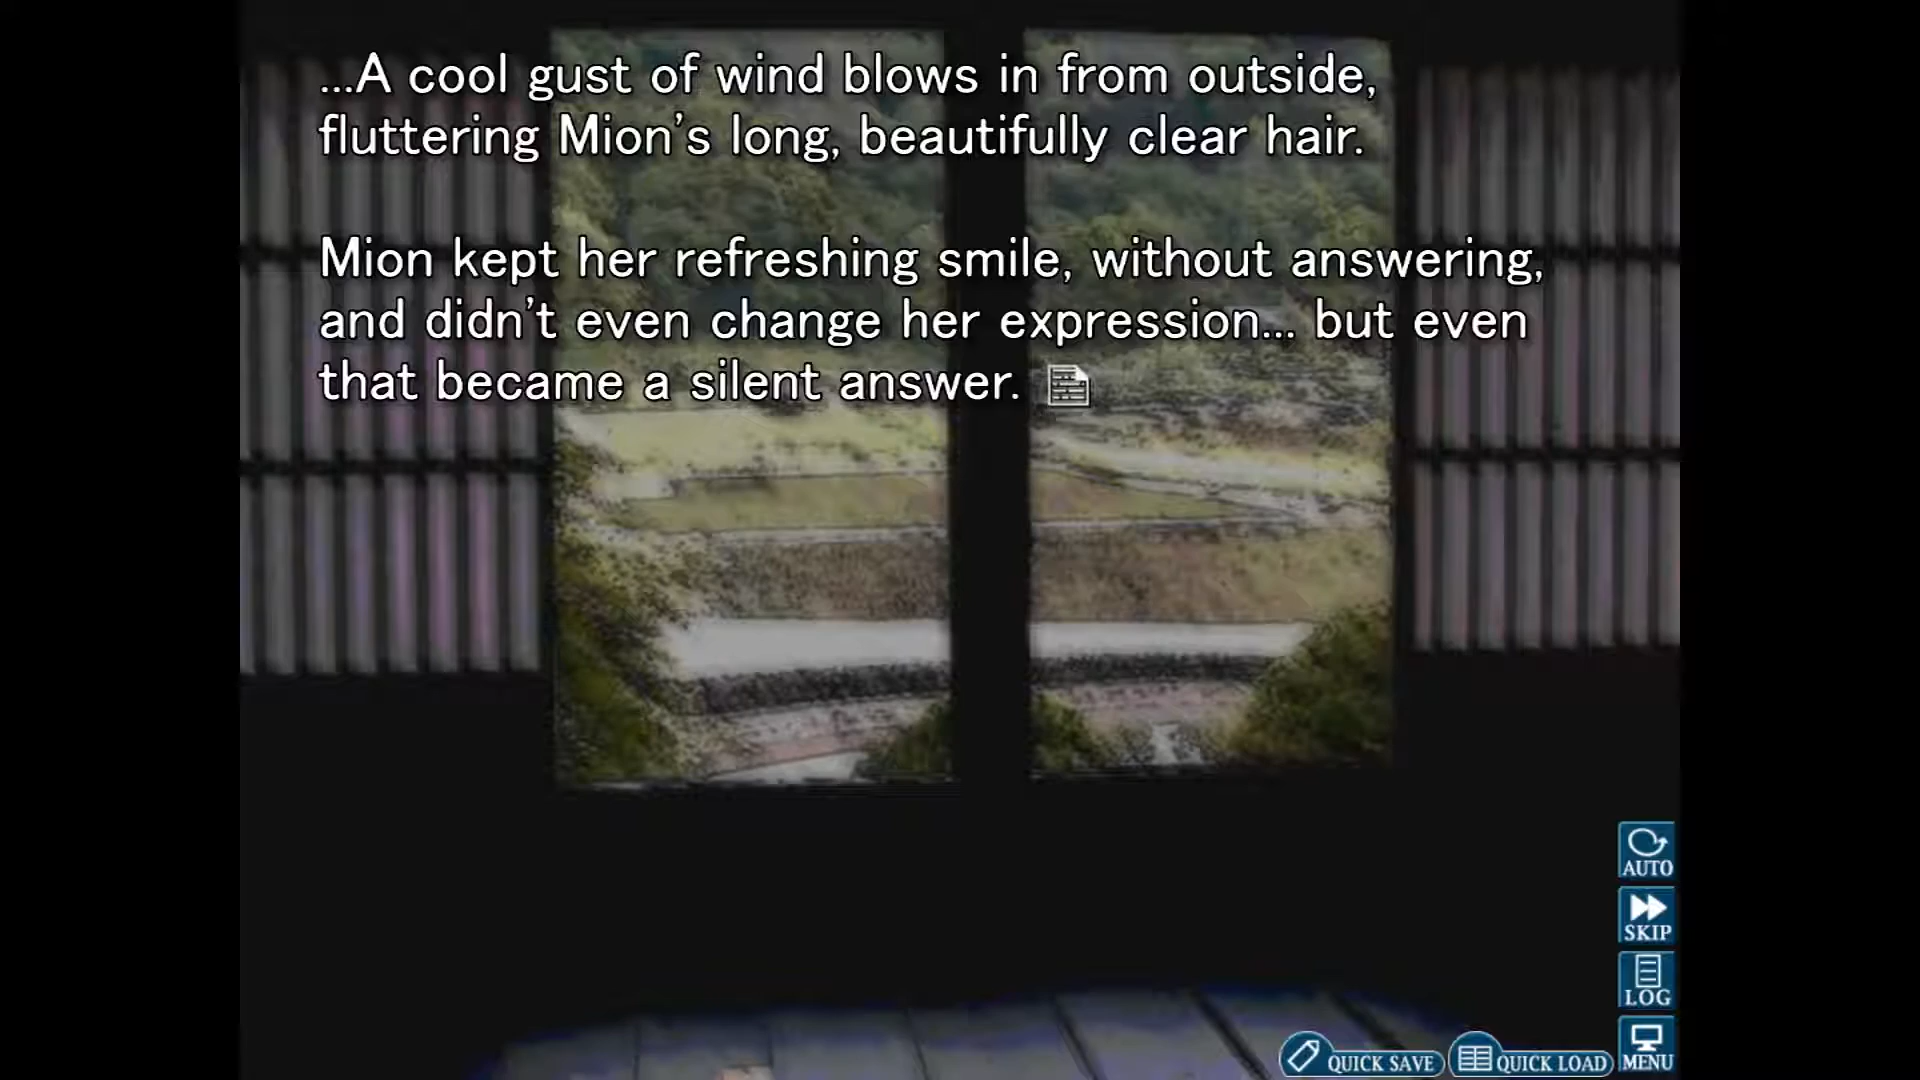 ...A cool gust of wind blows in from outside,
fluttering Mion's long, beautifully clear hair.
Mion kept her refreshing smile, without answering,
and didn't even change her expression... but even
that became a silent answer.
AUTO
SKIP
LOG
MENU
QUICK SAVE
QUICK LOAD